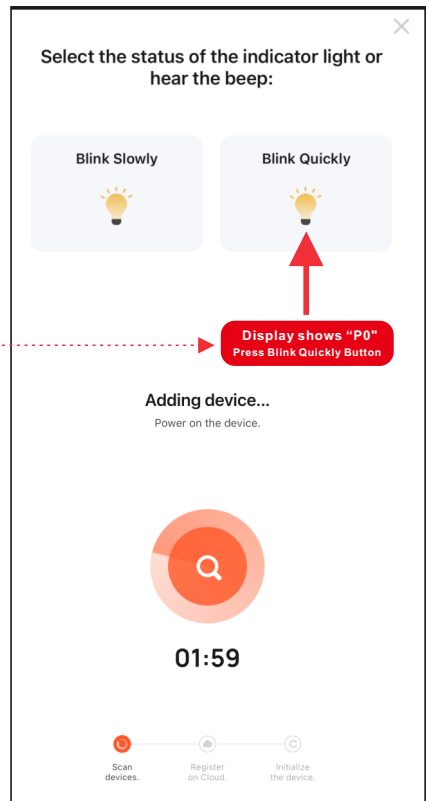 Select the status of the indicator light or
hear the beep:
Blink Slowly
Blink Quickly
Display shows “P0"
Press Blink Quickly Button
Adding device...
Power on the device.
01:59
Scan
devices.
Register
on Cloud.
Initialize
the device.